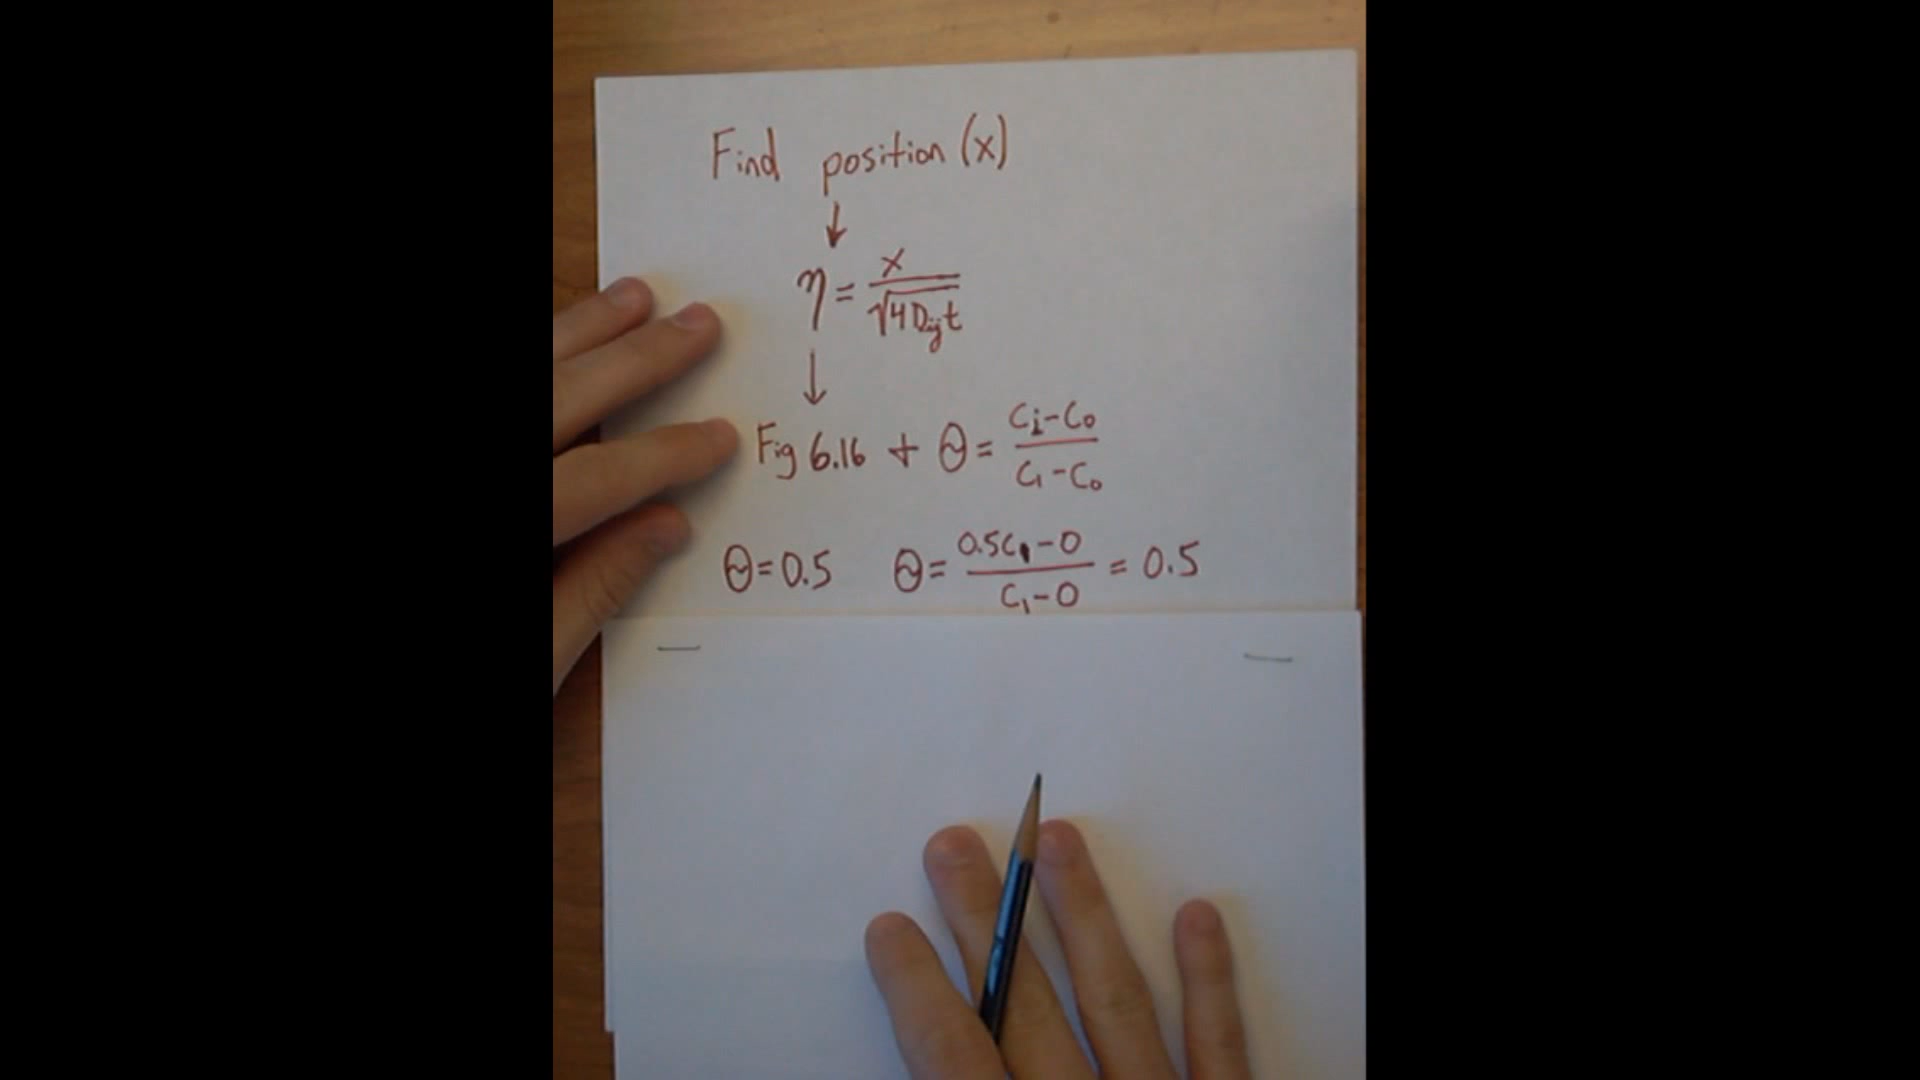 Find position (x)
↓
η = x / √4Dijt
↓
Fig 6.16 + Θ = Ci - C0 / C1 - C0
Θ = 0.5 Θ = 0.5C1 - 0 / C1 - 0 = 0.5